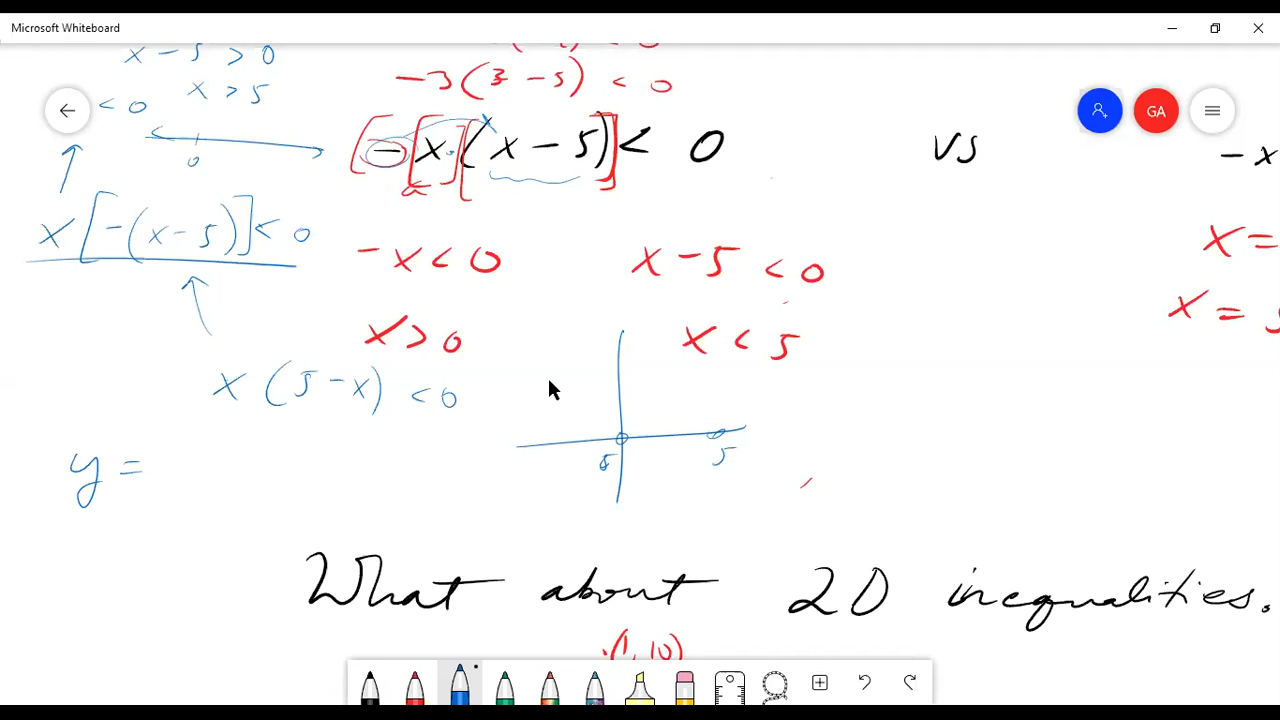 Microsoft Whiteboard
x - 5 > 0
< 0
x > 5
-3(3 - 5) < 0
GA
0
[-x·](x - 5)] < 0
vs
-x
x[-(x - 5)] < 0
-x < 0
x - 5 < 0
x =
x > 0
x < 5
x =
x(5 - x) < 0
5
y =
What about 2D inequalities.
(1, 10)